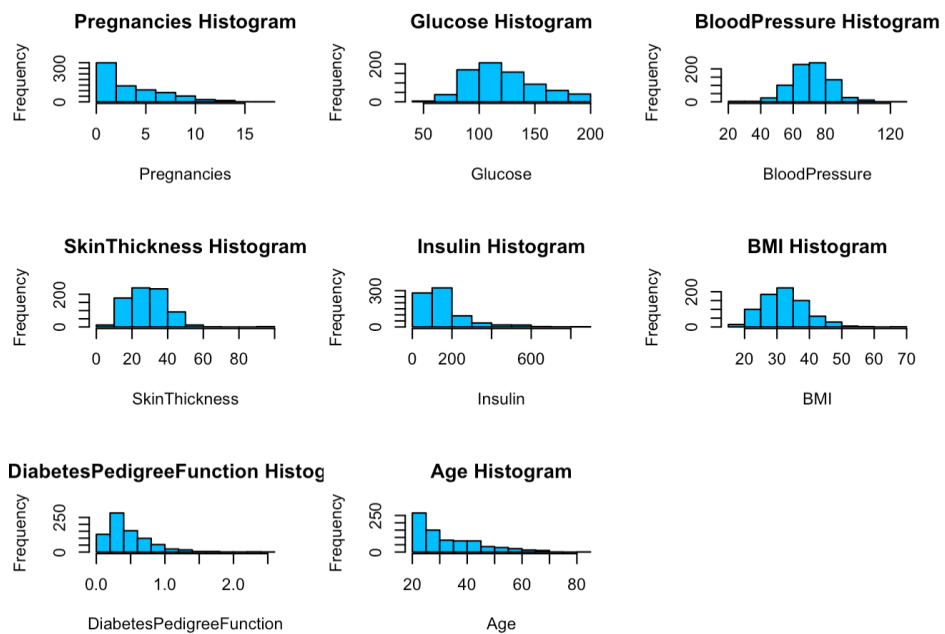 Pregnancies Histogram
Frequency
0 300
0 5 10 15
Pregnancies
Glucose Histogram
Frequency
0 200
50 100 150 200
Glucose
BloodPressure Histogram
Frequency
0 200
20 40 60 80 120
BloodPressure
SkinThickness Histogram
Frequency
0 200
0 20 40 60 80
SkinThickness
Insulin Histogram
Frequency
0 300
0 200 600
Insulin
BMI Histogram
Frequency
0 200
20 30 40 50 60 70
BMI
DiabetesPedigreeFunction Histog
Frequency
0 250
0.0 1.0 2.0
DiabetesPedigreeFunction
Age Histogram
Frequency
0 250
20 40 60 80
Age